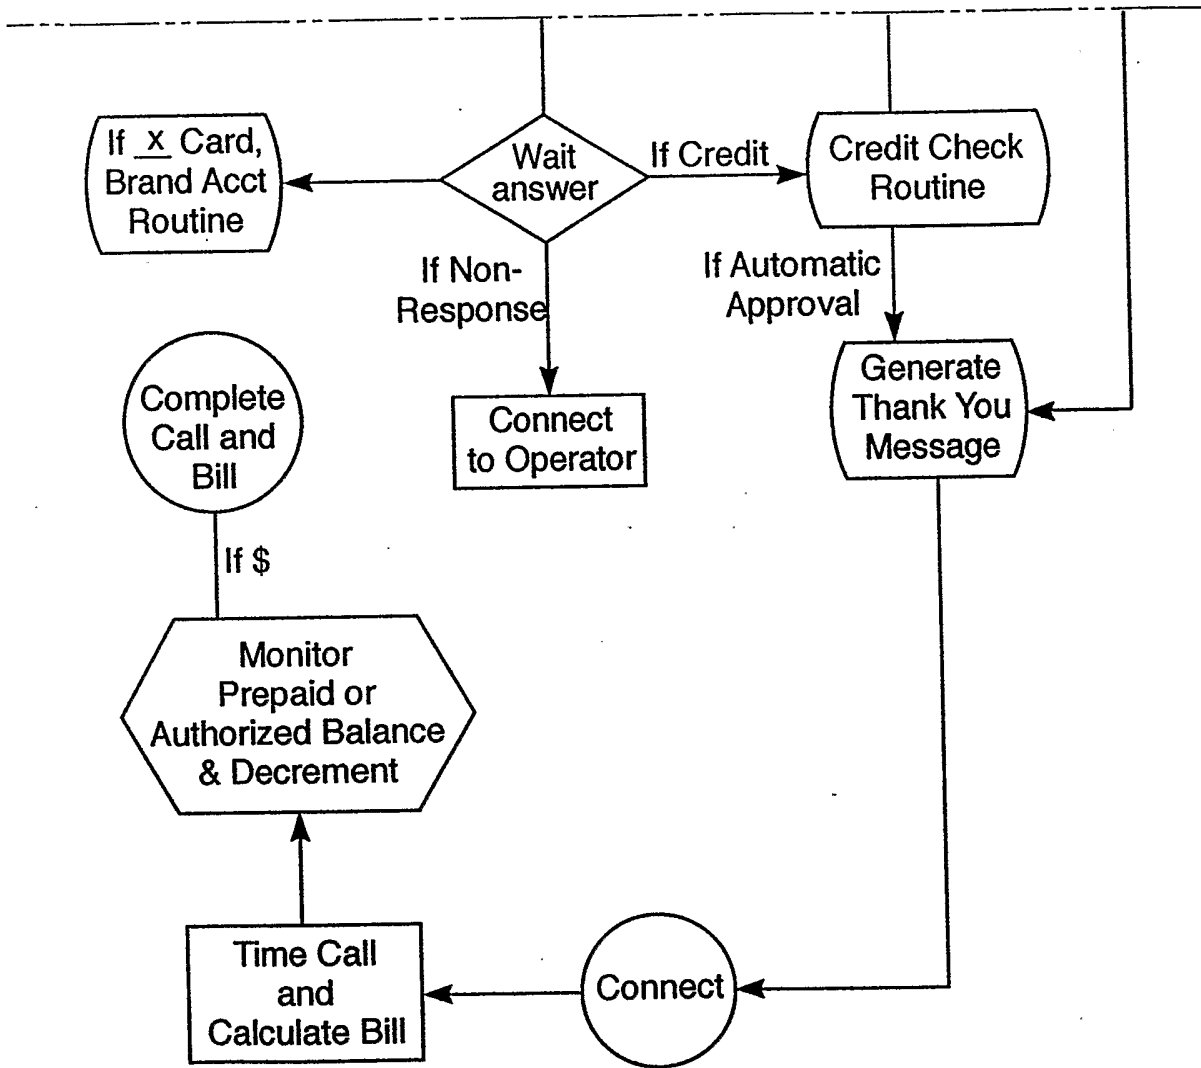 If x Card,
Brand Acct
Routine
Wait
answer
If Credit
Credit Check
Routine
If Non-
Response
If Automatic
Approval
Complete
Call and
Bill
Connect
to Operator
Generate
Thank You
Message
If $
Monitor
Prepaid or
Authorized Balance
& Decrement
Time Call
and
Calculate Bill
Connect